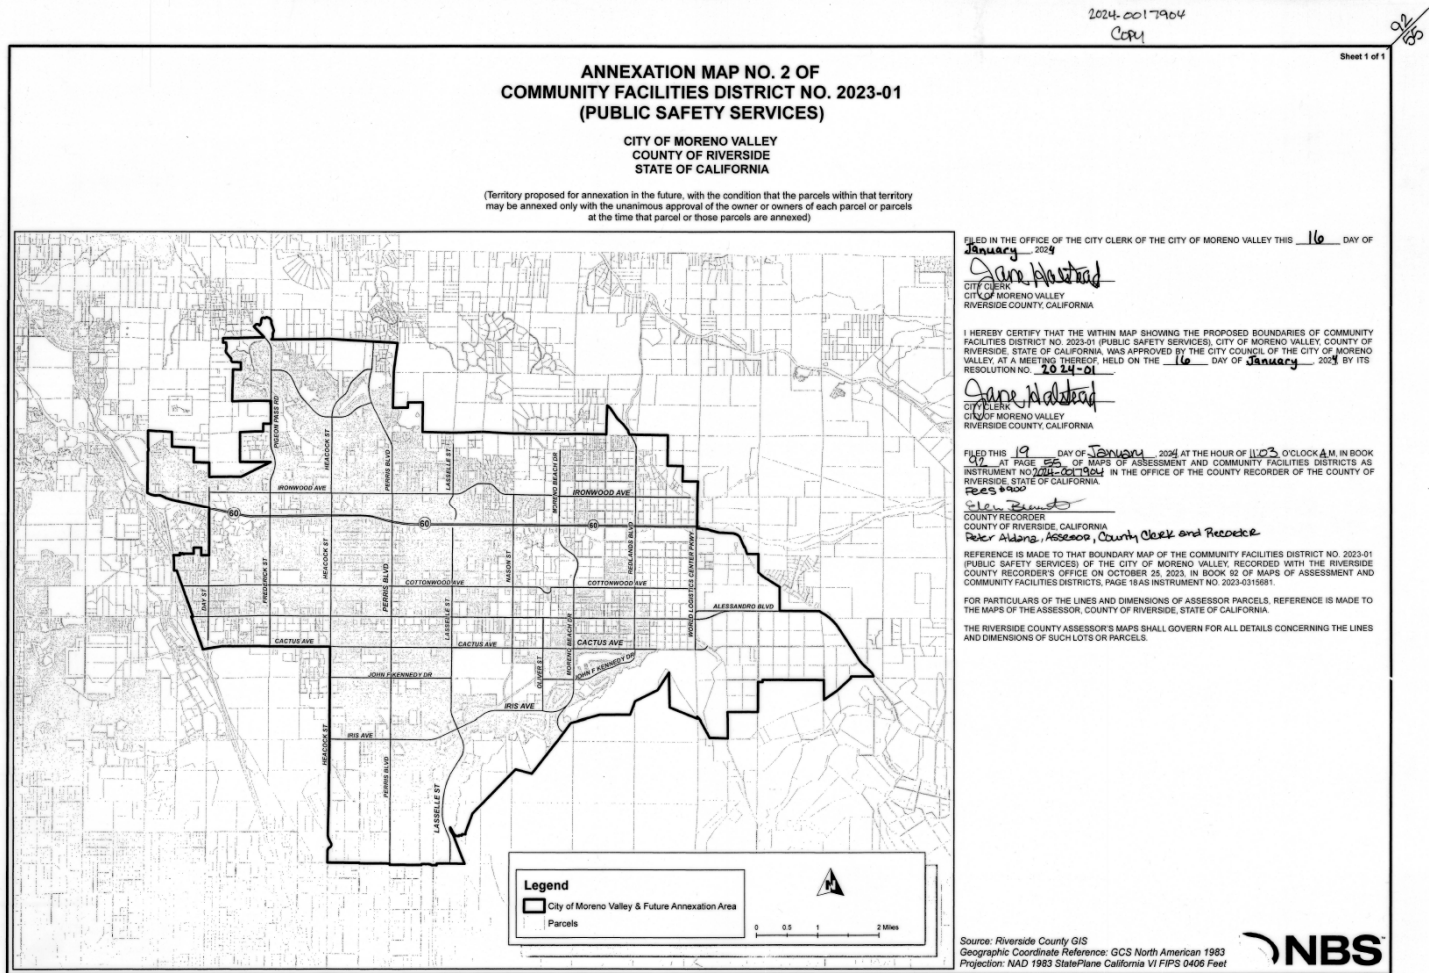 2024-0017904
COPY
92/55
Sheet 1 of 1
ANNEXATION MAP NO. 2 OF
COMMUNITY FACILITIES DISTRICT NO. 2023-01
(PUBLIC SAFETY SERVICES)
CITY OF MORENO VALLEY
COUNTY OF RIVERSIDE
STATE OF CALIFORNIA
(Territory proposed for annexation in the future, with the condition that the parcels within that territory
may be annexed only with the unanimous approval of the owner or owners of each parcel or parcels
at the time that parcel or those parcels are annexed)
FILED IN THE OFFICE OF THE CITY CLERK OF THE CITY OF MORENO VALLEY THIS 16 DAY OF
January, 2024
Jane Halstead
CITY CLERK
CITY OF MORENO VALLEY
RIVERSIDE COUNTY, CALIFORNIA
I HEREBY CERTIFY THAT THE WITHIN MAP SHOWING THE PROPOSED BOUNDARIES OF COMMUNITY
FACILITIES DISTRICT NO. 2023-01 (PUBLIC SAFETY SERVICES), CITY OF MORENO VALLEY, COUNTY OF
RIVERSIDE, STATE OF CALIFORNIA, WAS APPROVED BY THE CITY COUNCIL OF THE CITY OF MORENO
VALLEY, AT A MEETING THEREOF, HELD ON THE 16 DAY OF January, 2024, BY ITS
RESOLUTION NO. 2024-01.
Jane Halstead
CITY CLERK
CITY OF MORENO VALLEY
RIVERSIDE COUNTY, CALIFORNIA
FILED THIS 19 DAY OF January, 2024 AT THE HOUR OF 11:03 O'CLOCK A.M, IN BOOK
92 AT PAGE 55 OF MAPS OF ASSESSMENT AND COMMUNITY FACILITIES DISTRICTS AS
INSTRUMENT NO. 2024-0017904 IN THE OFFICE OF THE COUNTY RECORDER OF THE COUNTY OF
RIVERSIDE, STATE OF CALIFORNIA.
Fees $9.00
COUNTY RECORDER
COUNTY OF RIVERSIDE, CALIFORNIA
Peter Aldana, Assessor, County Clerk and Recorder
REFERENCE IS MADE TO THAT BOUNDARY MAP OF THE COMMUNITY FACILITIES DISTRICT NO. 2023-01
(PUBLIC SAFETY SERVICES) OF THE CITY OF MORENO VALLEY, RECORDED WITH THE RIVERSIDE
COUNTY RECORDER'S OFFICE ON OCTOBER 25, 2023, IN BOOK 92 OF MAPS OF ASSESSMENT AND
COMMUNITY FACILITIES DISTRICTS, PAGE 18 AS INSTRUMENT NO. 2023-0315681.
FOR PARTICULARS OF THE LINES AND DIMENSIONS OF ASSESSOR PARCELS, REFERENCE IS MADE TO
THE MAPS OF THE ASSESSOR, COUNTY OF RIVERSIDE, STATE OF CALIFORNIA.
THE RIVERSIDE COUNTY ASSESSOR'S MAPS SHALL GOVERN FOR ALL DETAILS CONCERNING THE LINES
AND DIMENSIONS OF SUCH LOTS OR PARCELS.
PIGEON PASS RD
HEACOCK ST
PERRIS BLVD
LASSELLE ST
MORENO BEACH DR
IRONWOOD AVE
IRONWOOD AVE
60
60
60
REDLANDS BLVD
WORLD LOGISTICS CENTER PKWY
DAY ST
FREDERICK ST
HEACOCK ST
PERRIS BLVD
COTTONWOOD AVE
NASON ST
COTTONWOOD AVE
LASSELLE ST
ALESSANDRO BLVD
CACTUS AVE
CACTUS AVE
MORENO BEACH DR
CACTUS AVE
OLIVER ST
JOHN F KENNEDY DR
JOHN F KENNEDY DR
IRIS AVE
IRIS AVE
HEACOCK ST
PERRIS BLVD
LASSELLE ST
Legend
City of Moreno Valley & Future Annexation Area
Parcels
N
0 0.5 1 2 Miles
Source: Riverside County GIS
Geographic Coordinate Reference: GCS North American 1983
Projection: NAD 1983 StatePlane California VI FIPS 0406 Feet
NBS